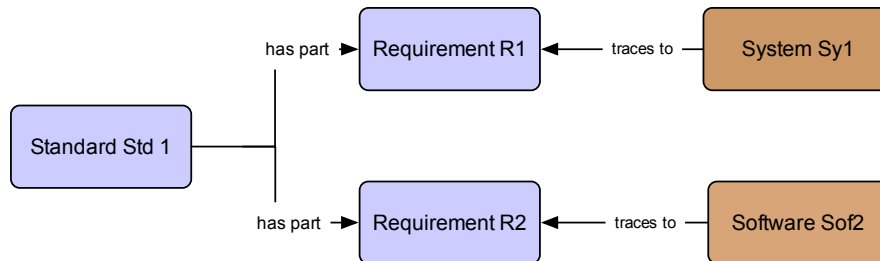 has part
Requirement R1
traces to
System Sy1
Standard Std 1
has part
Requirement R2
traces to
Software Sof2